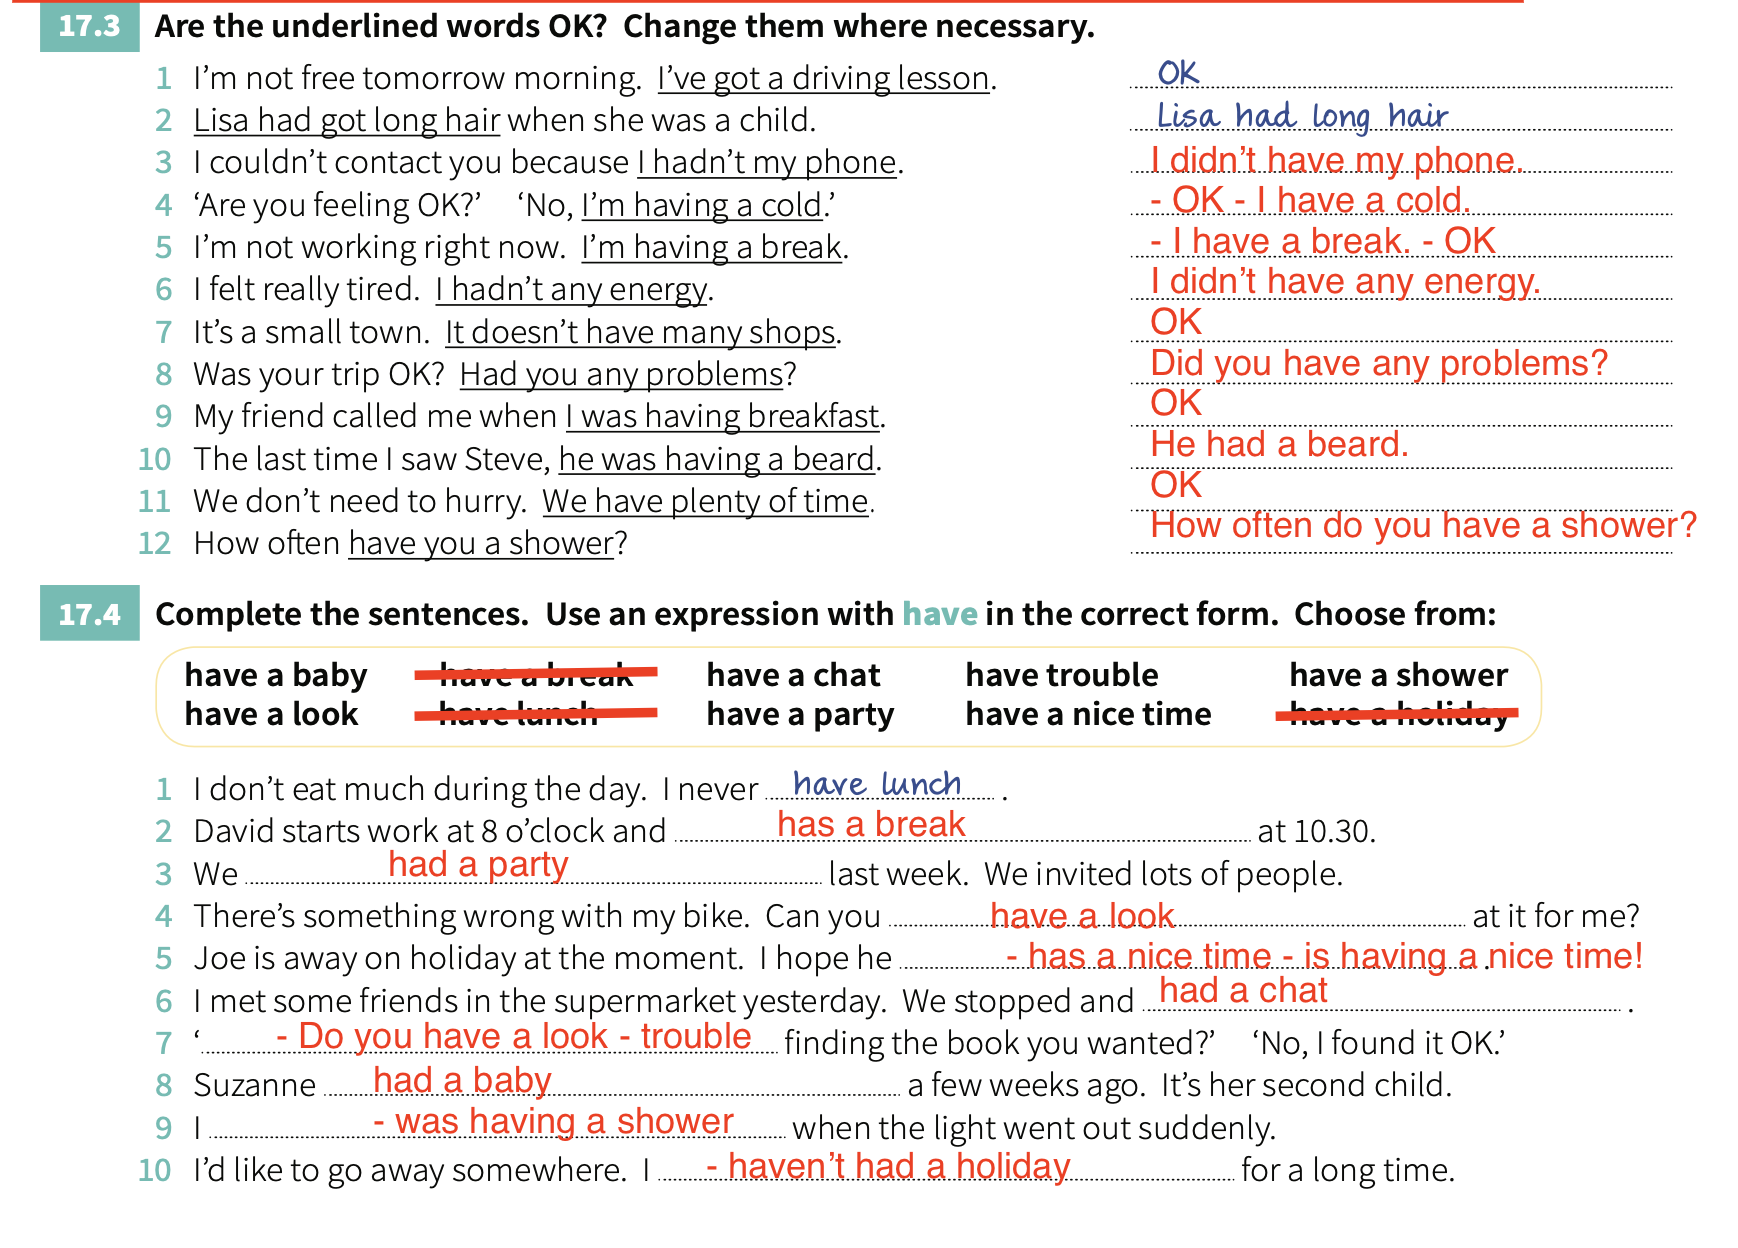 17.3 Are the underlined words OK? Change them where necessary.
1 I’m not free tomorrow morning. I’ve got a driving lesson. OK
2 Lisa had got long hair when she was a child. Lisa had long hair
3 I couldn’t contact you because I hadn’t my phone. I didn’t have my phone.
4 ‘Are you feeling OK?’ ‘No, I’m having a cold.’ - OK - I have a cold.
5 I’m not working right now. I’m having a break. - I have a break. - OK
6 I felt really tired. I hadn’t any energy. I didn’t have any energy.
7 It’s a small town. It doesn’t have many shops. OK
8 Was your trip OK? Had you any problems? Did you have any problems?
9 My friend called me when I was having breakfast. OK
10 The last time I saw Steve, he was having a beard. He had a beard.
11 We don’t need to hurry. We have plenty of time. OK
12 How often have you a shower? How often do you have a shower?
17.4 Complete the sentences. Use an expression with have in the correct form. Choose from:
have a baby have a break have a chat have trouble have a shower
have a look have lunch have a party have a nice time have a holiday
1 I don’t eat much during the day. I never have lunch .
2 David starts work at 8 o’clock and has a break at 10.30.
3 We had a party last week. We invited lots of people.
4 There’s something wrong with my bike. Can you have a look at it for me?
5 Joe is away on holiday at the moment. I hope he - has a nice time - is having a nice time! .
6 I met some friends in the supermarket yesterday. We stopped and had a chat .
7 ‘ - Do you have a look - trouble finding the book you wanted?’ ‘No, I found it OK.’
8 Suzanne had a baby a few weeks ago. It’s her second child.
9 I - was having a shower when the light went out suddenly.
10 I’d like to go away somewhere. I - haven’t had a holiday for a long time.